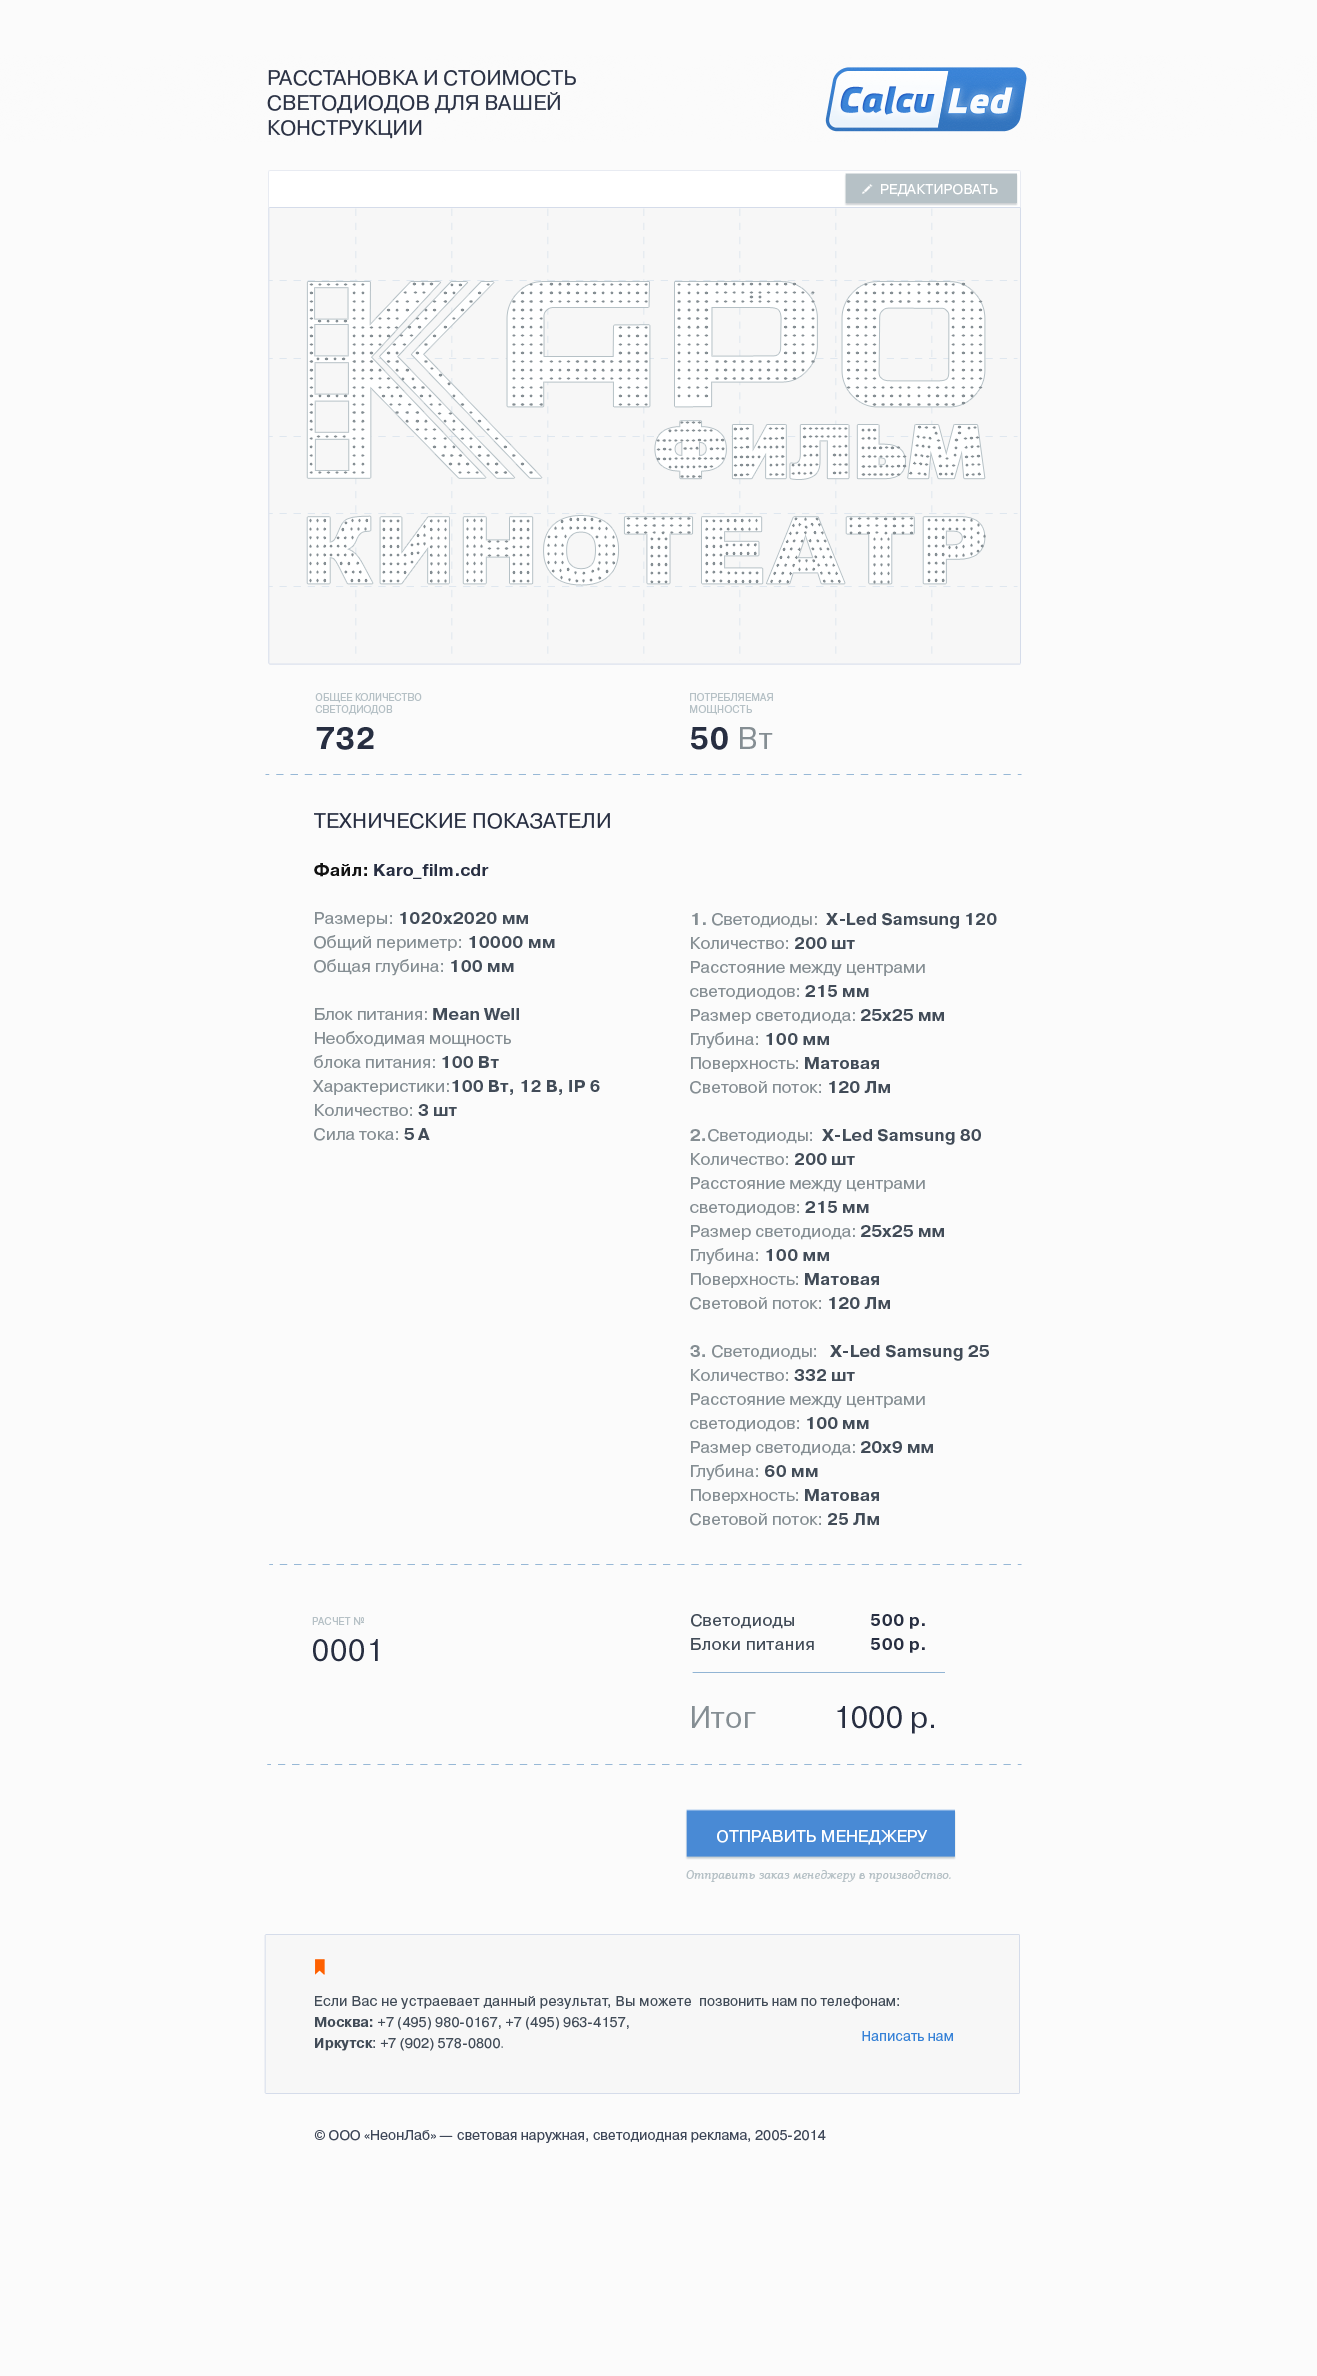 РАССТАНОВКА И СТОИМОСТЬ
СВЕТОДИОДОВ ДЛЯ ВАШЕЙ
КОНСТРУКЦИИ
Calcu Led
РЕДАКТИРОВАТЬ
КАРО
ФИЛЬМ
КИНОТЕАТР
ОБЩЕЕ КОЛИЧЕСТВО
СВЕТОДИОДОВ
732
ПОТРЕБЛЯЕМАЯ
МОЩНОСТЬ
50 Вт
ТЕХНИЧЕСКИЕ ПОКАЗАТЕЛИ
Файл: Karo_film.cdr
Размеры: 1020x2020 мм
Общий периметр: 10000 мм
Общая глубина: 100 мм
Блок питания: Mean Well
Необходимая мощность
блока питания: 100 Вт
Характеристики:100 Вт, 12 В, IP 6
Количество: 3 шт
Сила тока: 5 А
1. Светодиоды: X-Led Samsung 120
Количество: 200 шт
Расстояние между центрами
светодиодов: 215 мм
Размер светодиода: 25x25 мм
Глубина: 100 мм
Поверхность: Матовая
Световой поток: 120 Лм
2.Светодиоды: X-Led Samsung 80
Количество: 200 шт
Расстояние между центрами
светодиодов: 215 мм
Размер светодиода: 25x25 мм
Глубина: 100 мм
Поверхность: Матовая
Световой поток: 120 Лм
3. Светодиоды: X-Led Samsung 25
Количество: 332 шт
Расстояние между центрами
светодиодов: 100 мм
Размер светодиода: 20x9 мм
Глубина: 60 мм
Поверхность: Матовая
Световой поток: 25 Лм
РАСЧЕТ №
0001
Светодиоды 500 р.
Блоки питания 500 р.
Итог 1000 р.
ОТПРАВИТЬ МЕНЕДЖЕРУ
Отправить заказ менеджеру в производство.
Если Вас не устраевает данный результат, Вы можете позвонить нам по телефонам:
Москва: +7 (495) 980-0167, +7 (495) 963-4157,
Иркутск: +7 (902) 578-0800.
Написать нам
© ООО «НеонЛаб» — световая наружная, светодиодная реклама, 2005-2014